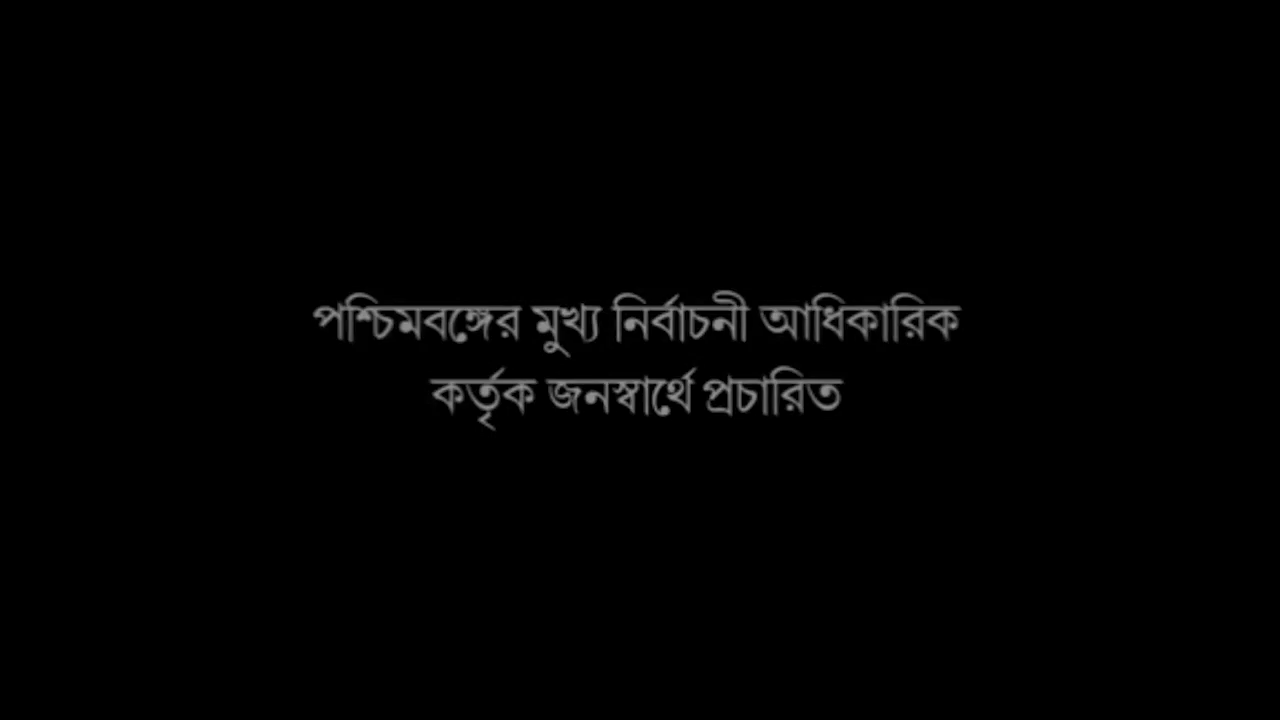 পশ্চিমবঙ্গের মুখ্য নির্বাচনী আধিকারিক
কর্তৃক জনস্বার্থে প্রচারিত